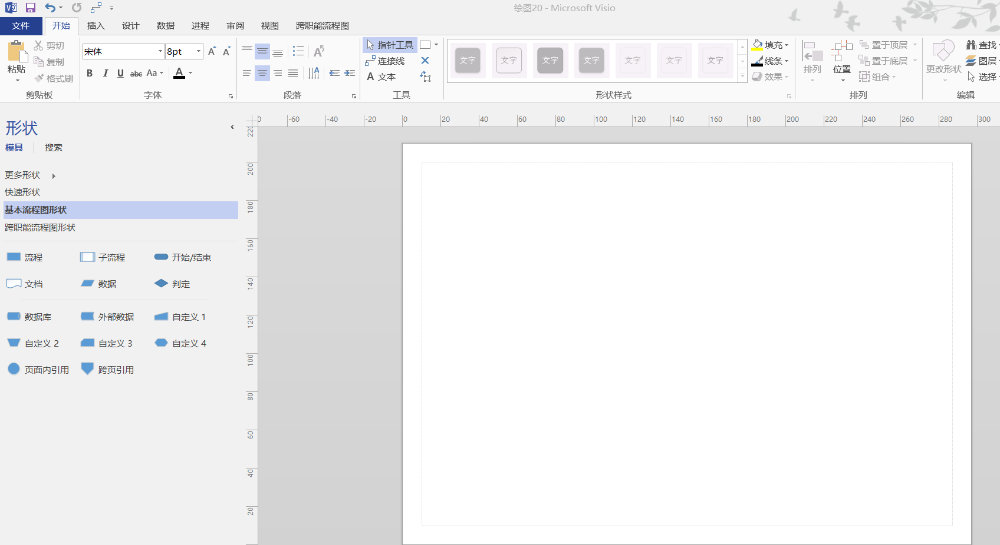 绘图20 - Microsoft Visio
文件 开始 插入 设计 数据 进程 审阅 视图 跨职能流程图
粘贴 剪切 复制 格式刷
剪贴板
宋体 8pt A A
B I U abc Aa A
字体
段落
指针工具
连接线
A 文本
工具
文字 文字 文字 文字 文字 文字 文字
形状样式
填充
线条
效果
排列 位置
置于顶层
置于底层
组合
排列
更改形状
查找
图层
选择
编辑
形状
模具 搜索
更多形状
快速形状
基本流程图形状
跨职能流程图形状
流程 子流程 开始/结束
文档 数据 判定
数据库 外部数据 自定义 1
自定义 2 自定义 3 自定义 4
页面内引用 跨页引用
0 -60 -40 -20 0 20 40 60 80 100 120 140 160 180 200 220 240 260 280 300
220
200
180
160
140
120
100
80
60
40
20